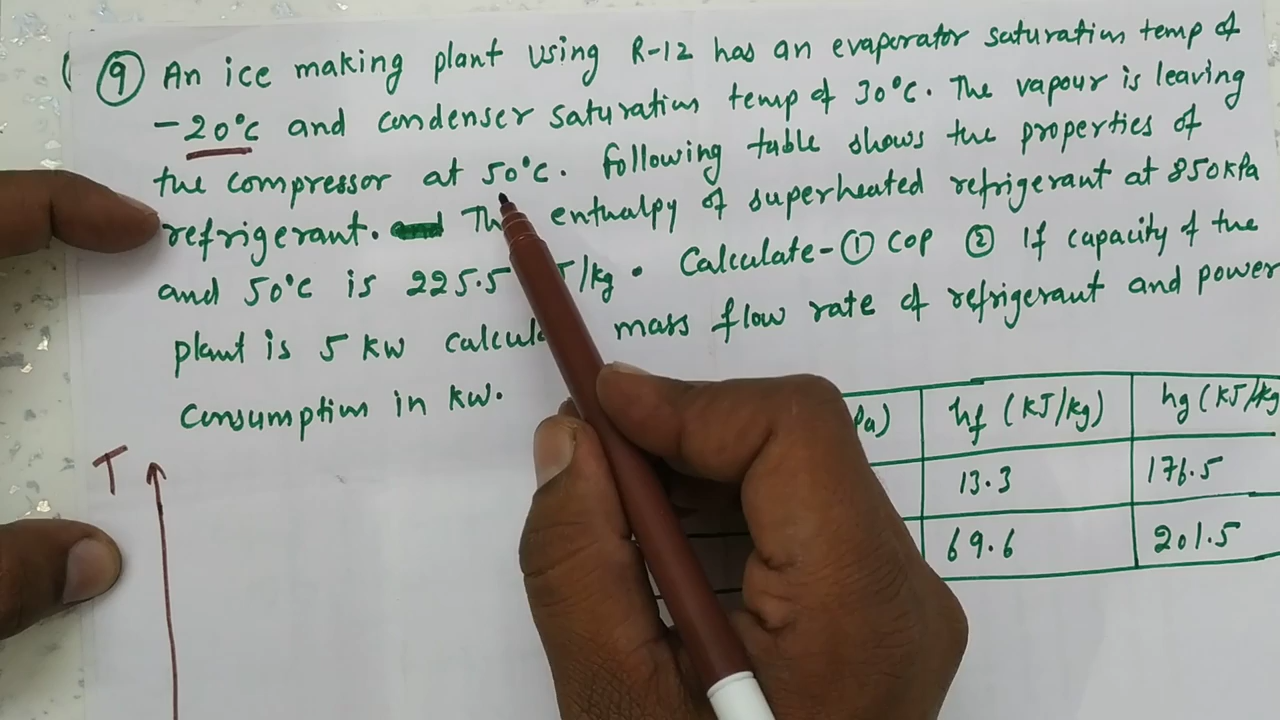 9 An ice making plant using R-12 has an evaporator saturation temp of
-20°C and condenser saturation temp of 30°C. The vapour is leaving
the compressor at 50°C. Following table shows the properties of
refrigerant. The enthalpy of superheated refrigerant at 850 kPa
and 50°C is 225.5 /kg. Calculate- ① COP ② If capacity of the
plant is 5 kW mass flow rate of refrigerant and power
consumption in kW.
hf (kJ/kg) hg (kJ/kg
13.3 176.5
69.6 201.5
T